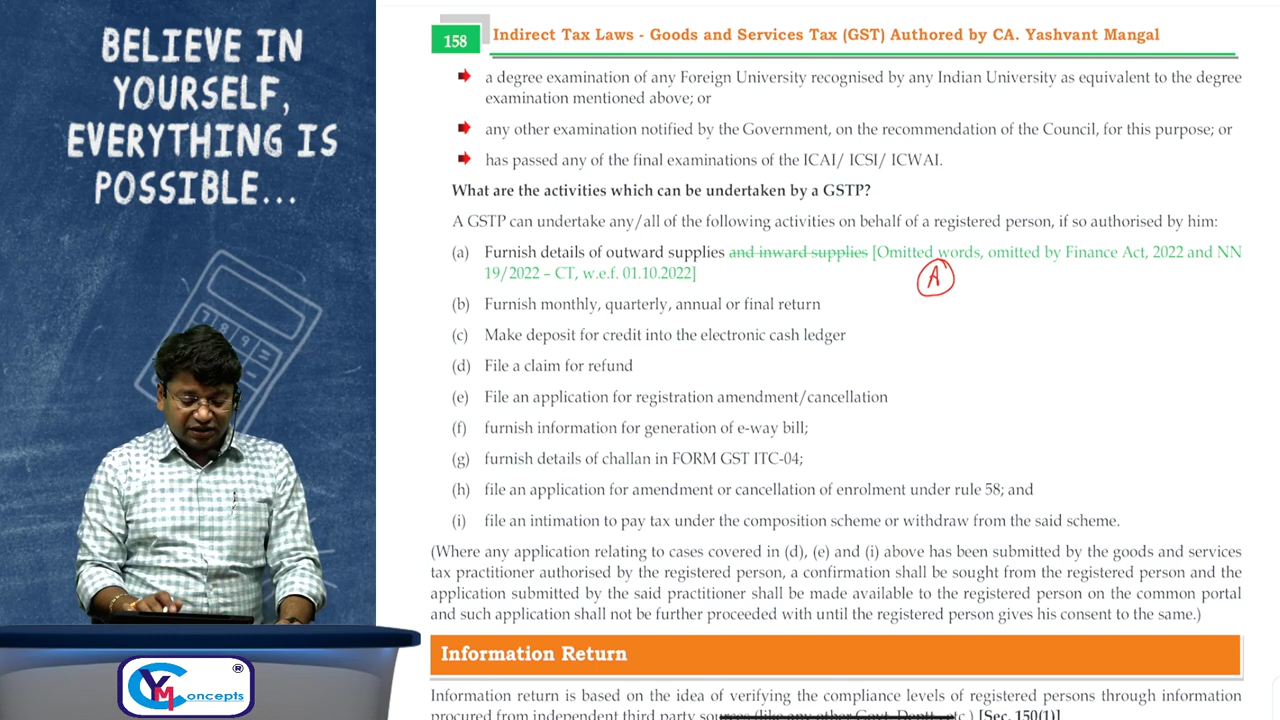 BELIEVE IN
YOURSELF,
EVERYTHING IS
POSSIBLE...
158
Indirect Tax Laws - Goods and Services Tax (GST) Authored by CA. Yashvant Mangal
a degree examination of any Foreign University recognised by any Indian University as equivalent to the degree
examination mentioned above; or
any other examination notified by the Government, on the recommendation of the Council, for this purpose; or
has passed any of the final examinations of the ICAI/ ICSI/ ICWAI.
What are the activities which can be undertaken by a GSTP?
A GSTP can undertake any/all of the following activities on behalf of a registered person, if so authorised by him:
(a) Furnish details of outward supplies and inward supplies [Omitted words, omitted by Finance Act, 2022 and NN
19/2022 – CT, w.e.f. 01.10.2022]
A
(b) Furnish monthly, quarterly, annual or final return
(c) Make deposit for credit into the electronic cash ledger
(d) File a claim for refund
(e) File an application for registration amendment/cancellation
(f) furnish information for generation of e-way bill;
(g) furnish details of challan in FORM GST ITC-04;
(h) file an application for amendment or cancellation of enrolment under rule 58; and
(i) file an intimation to pay tax under the composition scheme or withdraw from the said scheme.
(Where any application relating to cases covered in (d), (e) and (i) above has been submitted by the goods and services
tax practitioner authorised by the registered person, a confirmation shall be sought from the registered person and the
application submitted by the said practitioner shall be made available to the registered person on the common portal
and such application shall not be further proceeded with until the registered person gives his consent to the same.)
Information Return
Information return is based on the idea of verifying the compliance levels of registered persons through information
procured from independent third party sources (like any other Govt. Deptt., etc.) [Sec. 150(1)]
789
YM Concepts ®